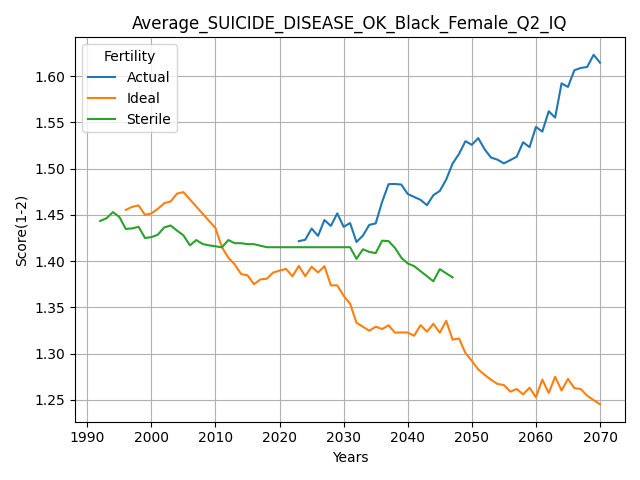 Average_SUICIDE_DISEASE_OK_Black_Female_Q2_IQ
Fertility
Actual
Ideal
Sterile
Score(1-2)
1.60
1.55
1.50
1.45
1.40
1.35
1.30
1.25
1990 2000 2010 2020 2030 2040 2050 2060 2070
Years